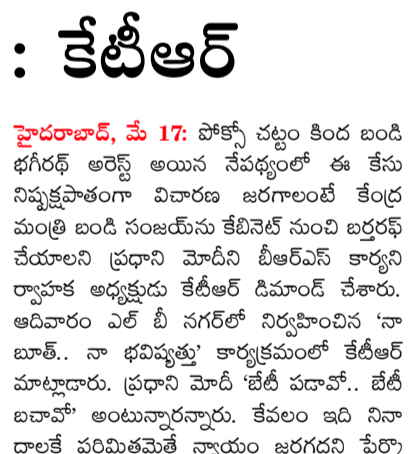 : కేటీఆర్
హైదరాబాద్, మే 17: పోక్సో చట్టం కింద బండి
భగీరథ్ అరెస్ట్ అయిన నేపథ్యంలో ఈ కేసు
నిష్పక్షపాతంగా విచారణ జరగాలంటే కేంద్ర
మంత్రి బండి సంజయ్‌ను కేబినెట్ నుంచి బర్తరఫ్
చేయాలని ప్రధాని మోదీని బీఆర్ఎస్ కార్యని
ర్వాహక అధ్యక్షుడు కేటీఆర్ డిమాండ్ చేశారు.
ఆదివారం ఎల్ బీ నగర్‌లో నిర్వహించిన ‘నా
బూత్.. నా భవిష్యత్తు’ కార్యక్రమంలో కేటీఆర్
మాట్లాడారు. ప్రధాని మోదీ ‘బేటీ పడావో.. బేటీ
బచావో’ అంటున్నారన్నారు. కేవలం ఇది నినా
దాలకే పరిమితమైతే న్యాయం జరగదని పేర్కొ